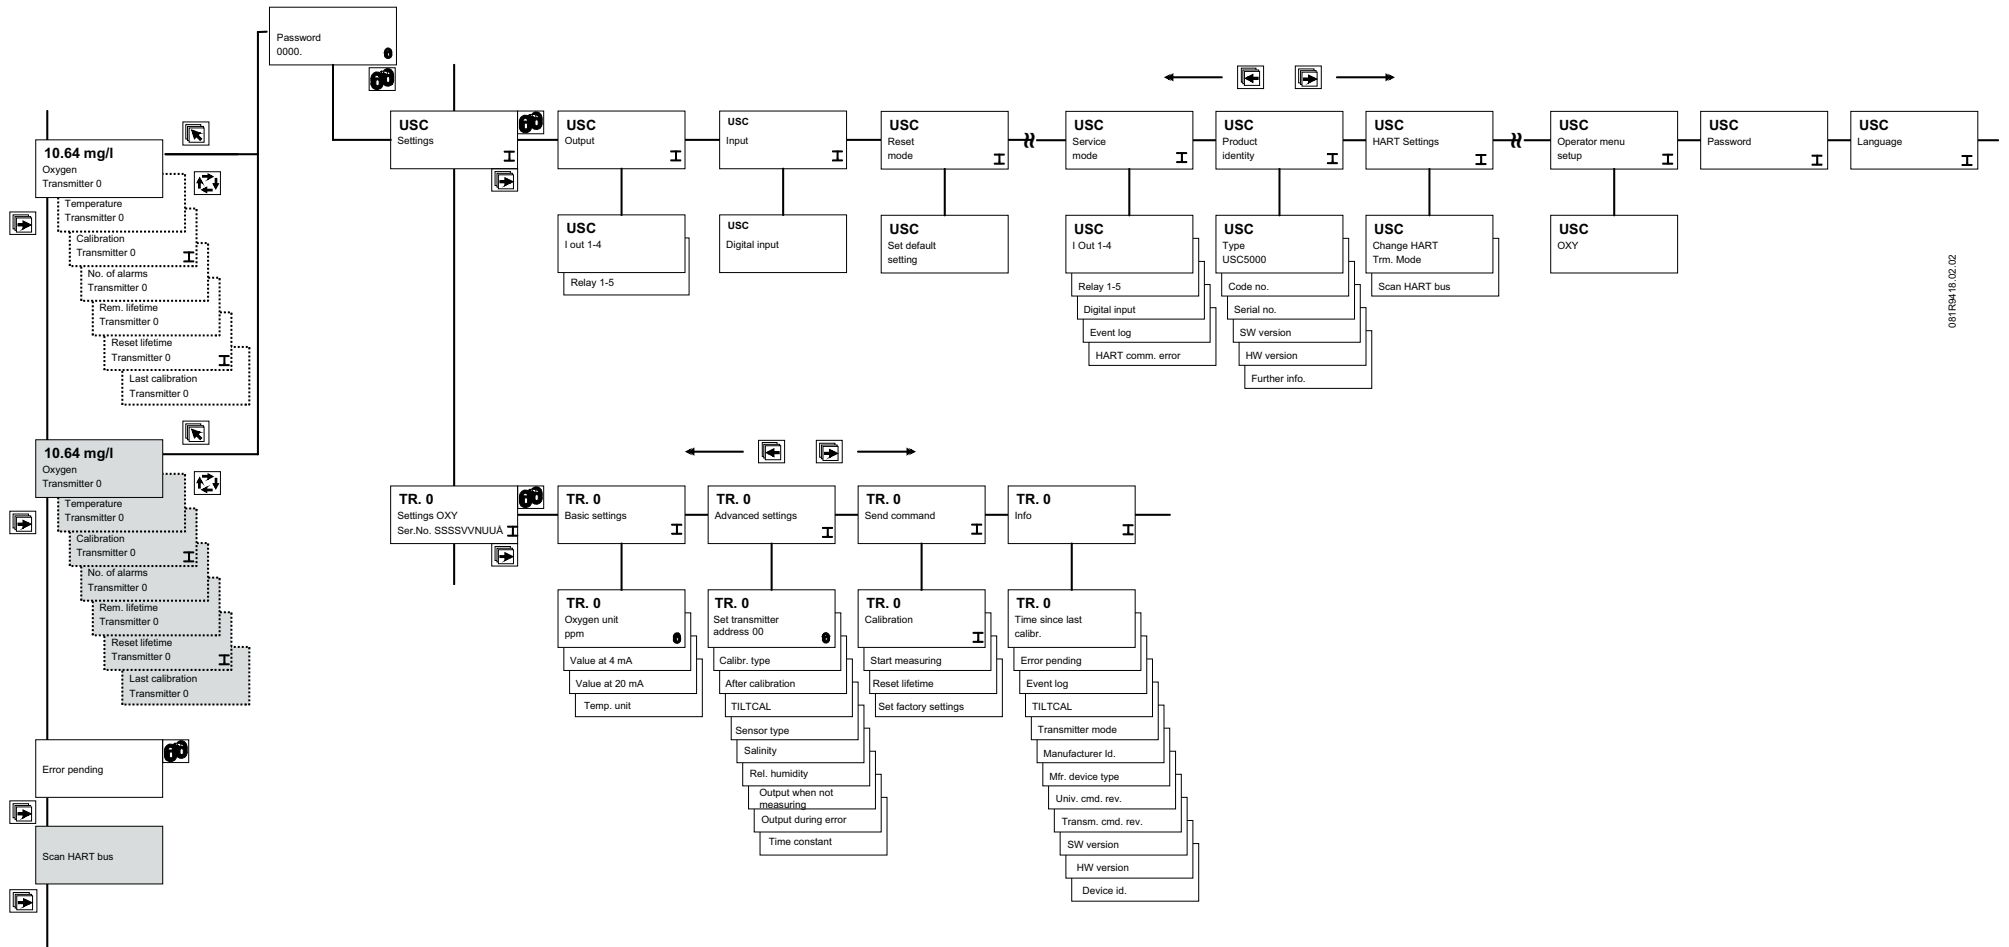 Password
0000.
10.64 mg/l
Oxygen
Transmitter 0
Temperature
Transmitter 0
Calibration
Transmitter 0
No. of alarms
Transmitter 0
Rem. lifetime
Transmitter 0
Reset lifetime
Transmitter 0
Last calibration
Transmitter 0
10.64 mg/l
Oxygen
Transmitter 0
Temperature
Transmitter 0
Calibration
Transmitter 0
No. of alarms
Transmitter 0
Rem. lifetime
Transmitter 0
Reset lifetime
Transmitter 0
Last calibration
Transmitter 0
Error pending
Scan HART bus
USC
Settings
USC
Output
USC
I out 1-4
Relay 1-5
USC
Input
USC
Digital input
USC
Reset
mode
USC
Set default
setting
USC
Service
mode
USC
I Out 1-4
Relay 1-5
Digital input
Event log
HART comm. error
USC
Product
identity
USC
Type
USC5000
Code no.
Serial no.
SW version
HW version
Further info.
USC
HART Settings
USC
Change HART
Trm. Mode
Scan HART bus
USC
Operator menu
setup
USC
OXY
USC
Password
USC
Language
081R9418.02.02
TR. 0
Settings OXY
Ser.No. SSSSVVNUUÅ
TR. 0
Basic settings
TR. 0
Oxygen unit
ppm
Value at 4 mA
Value at 20 mA
Temp. unit
TR. 0
Advanced settings
TR. 0
Set transmitter
address 00
Calibr. type
After calibration
TILTCAL
Sensor type
Salinity
Rel. humidity
Output when not
measuring
Output during error
Time constant
TR. 0
Send command
TR. 0
Calibration
Start measuring
Reset lifetime
Set factory settings
TR. 0
Info
TR. 0
Time since last
calibr.
Error pending
Event log
TILTCAL
Transmitter mode
Manufacturer Id.
Mfr. device type
Univ. cmd. rev.
Transm. cmd. rev.
SW version
HW version
Device id.